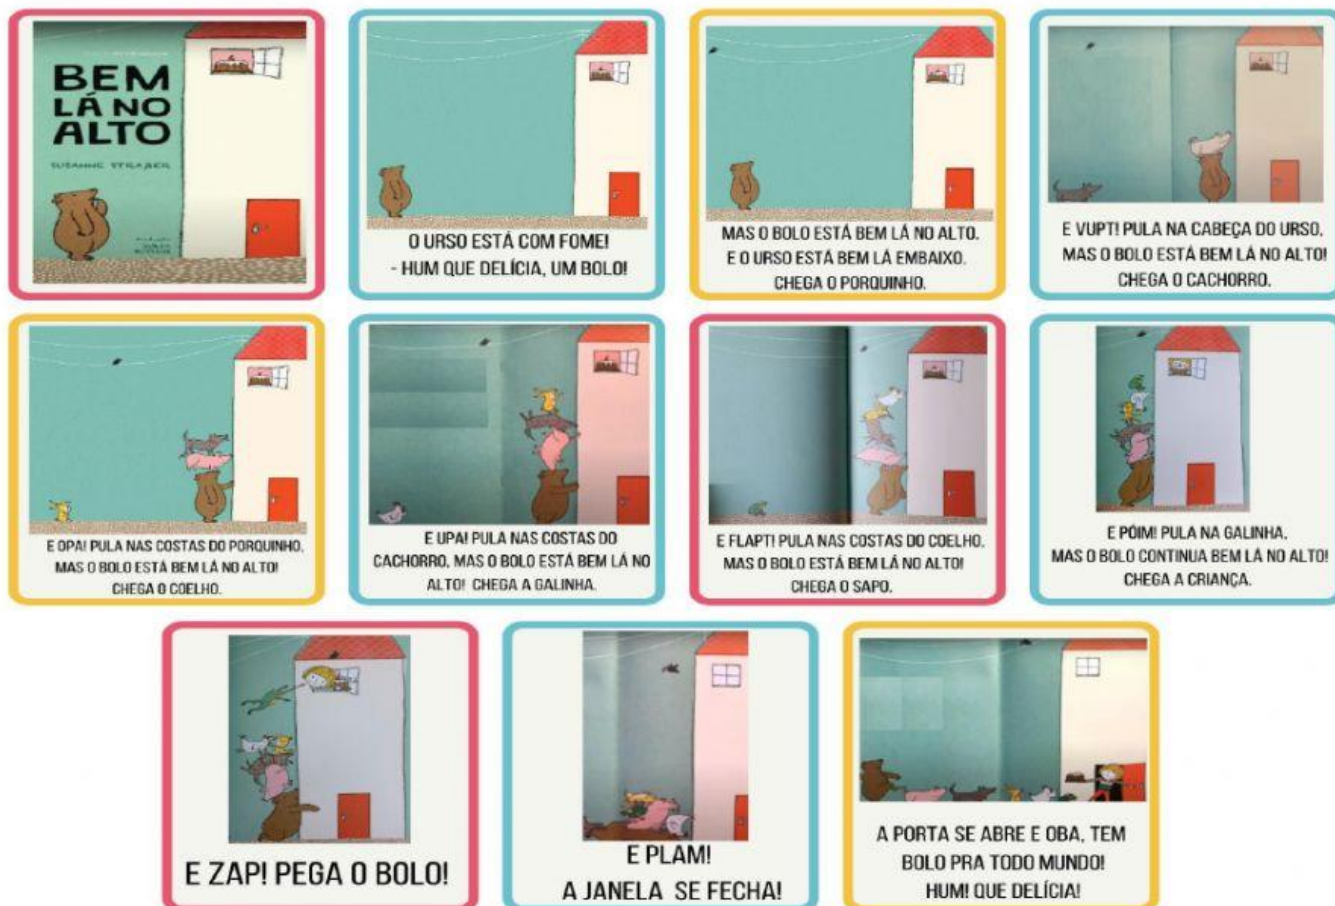 BEM
LÁ NO
ALTO
SUSANNE STRAßER
O URSO ESTÁ COM FOME!
- HUM QUE DELÍCIA, UM BOLO!
MAS O BOLO ESTÁ BEM LÁ NO ALTO.
E O URSO ESTÁ BEM LÁ EMBAIXO.
CHEGA O PORQUINHO.
E VUPT! PULA NA CABEÇA DO URSO,
MAS O BOLO ESTÁ BEM LÁ NO ALTO!
CHEGA O CACHORRO.
E OPA! PULA NAS COSTAS DO PORQUINHO,
MAS O BOLO ESTÁ BEM LÁ NO ALTO!
CHEGA O COELHO.
E UPA! PULA NAS COSTAS DO
CACHORRO, MAS O BOLO ESTÁ BEM LÁ NO
ALTO! CHEGA A GALINHA.
E FLAPT! PULA NAS COSTAS DO COELHO,
MAS O BOLO ESTÁ BEM LÁ NO ALTO!
CHEGA O SAPO.
E PÓIM! PULA NA GALINHA,
MAS O BOLO CONTINUA BEM LÁ NO ALTO!
CHEGA A CRIANÇA.
E ZAP! PEGA O BOLO!
E PLAM!
A JANELA SE FECHA!
A PORTA SE ABRE E OBA, TEM
BOLO PRA TODO MUNDO!
HUM! QUE DELÍCIA!